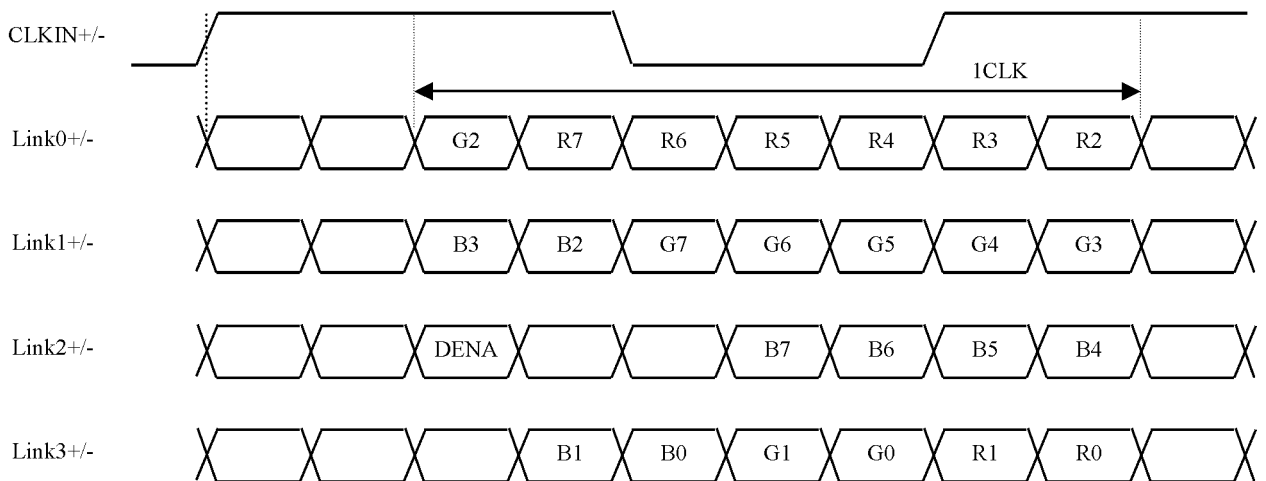 CLKIN+/-
1CLK
Link0+/- G2 R7 R6 R5 R4 R3 R2
Link1+/- B3 B2 G7 G6 G5 G4 G3
Link2+/- DENA B7 B6 B5 B4
Link3+/- B1 B0 G1 G0 R1 R0